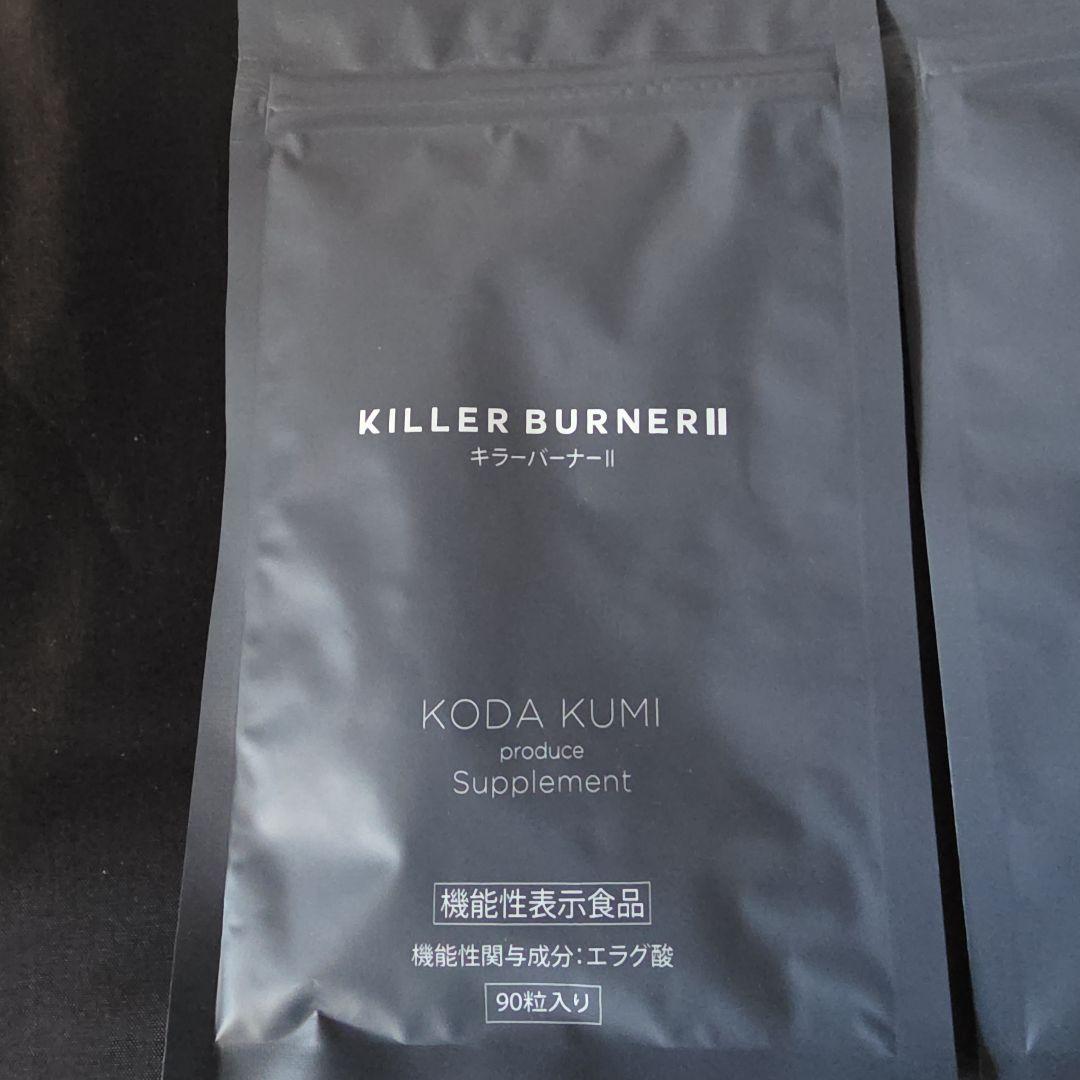 KILLER BURNERⅡ
キラーバーナーⅡ
KODA KUMI
produce
Supplement
機能性表示食品
機能性関与成分:エラグ酸
90粒入り